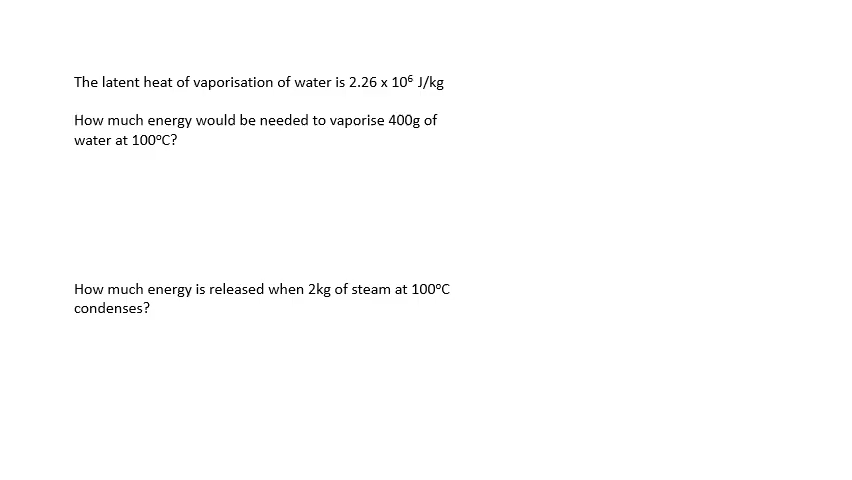 The latent heat of vaporisation of water is 2.26 x 10⁶ J/kg
How much energy would be needed to vaporise 400g of
water at 100°C?
How much energy is released when 2kg of steam at 100°C
condenses?